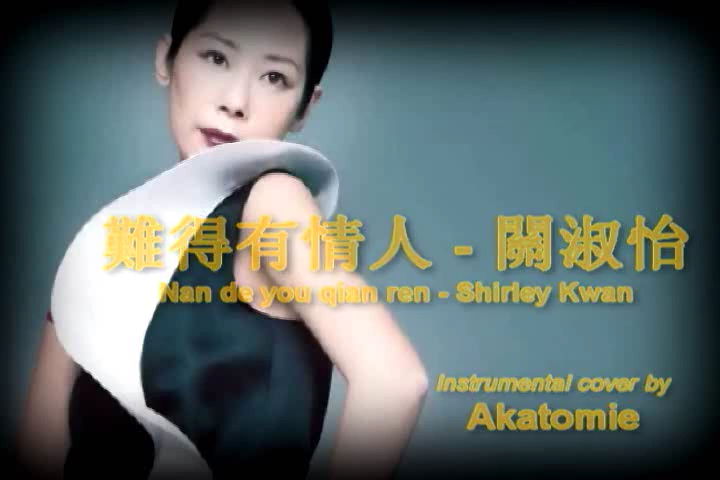 難得有情人 - 關淑怡
Nan de you qian ren - Shirley Kwan
Instrumental cover by
Akatomie